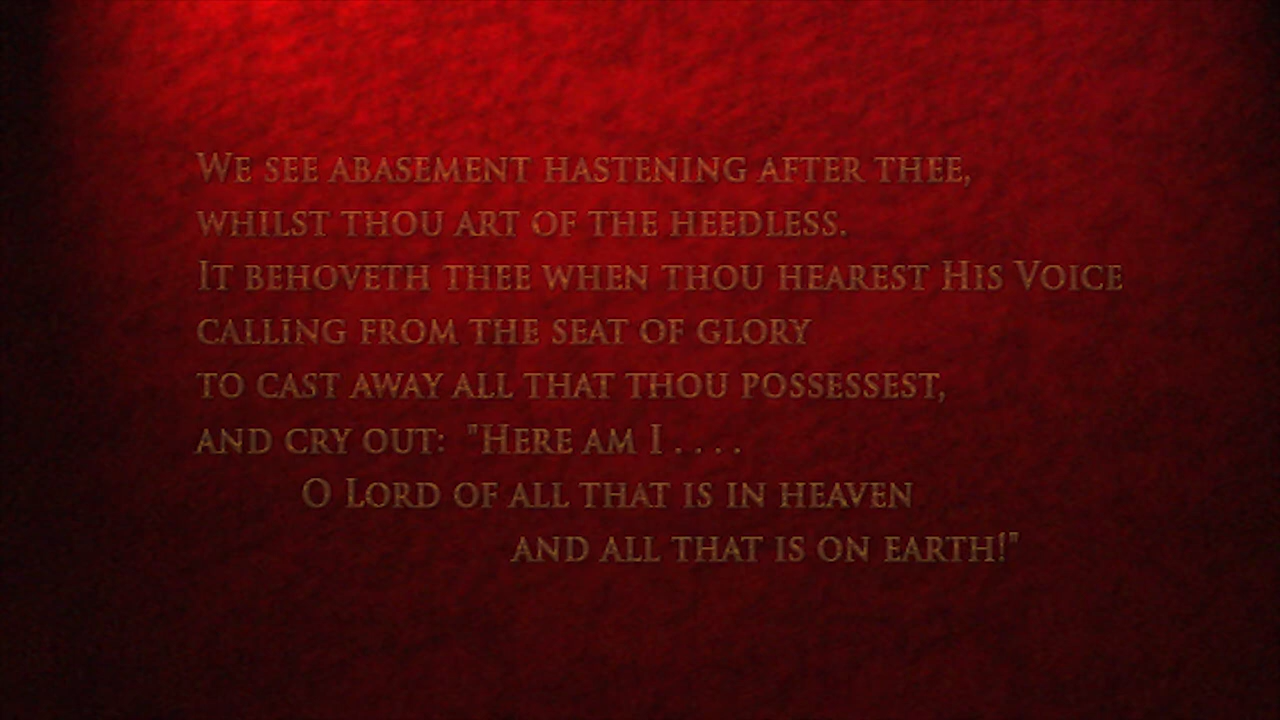 We see abasement hastening after thee,
whilst thou art of the heedless.
It behoveth thee when thou hearest His Voice
calling from the seat of glory
to cast away all that thou possessest,
and cry out: "Here am I . . . .
O Lord of all that is in heaven
and all that is on earth!"